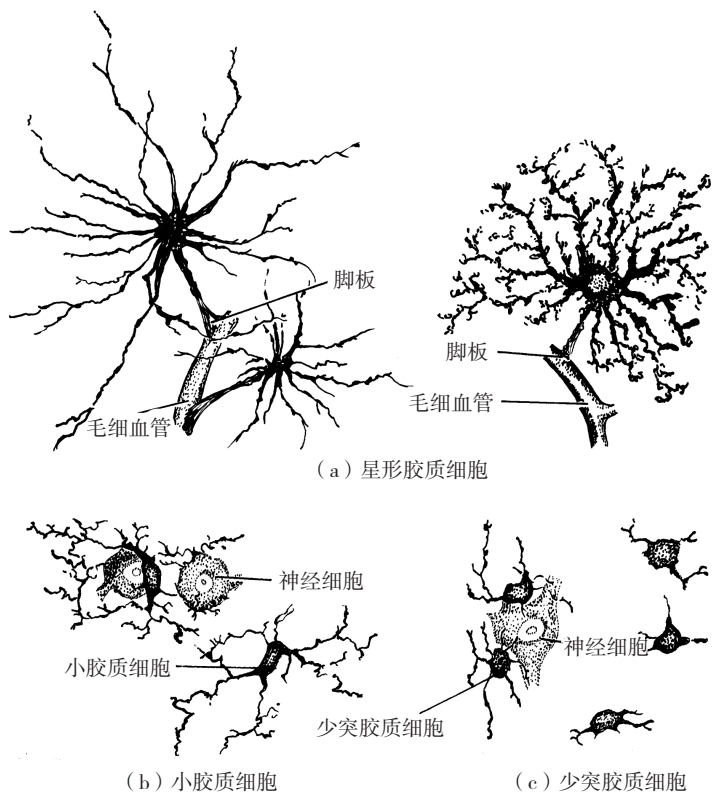 脚板
脚板
毛细血管
毛细血管
（a）星形胶质细胞
神经细胞
小胶质细胞
神经细胞
少突胶质细胞
（b）小胶质细胞
（c）少突胶质细胞